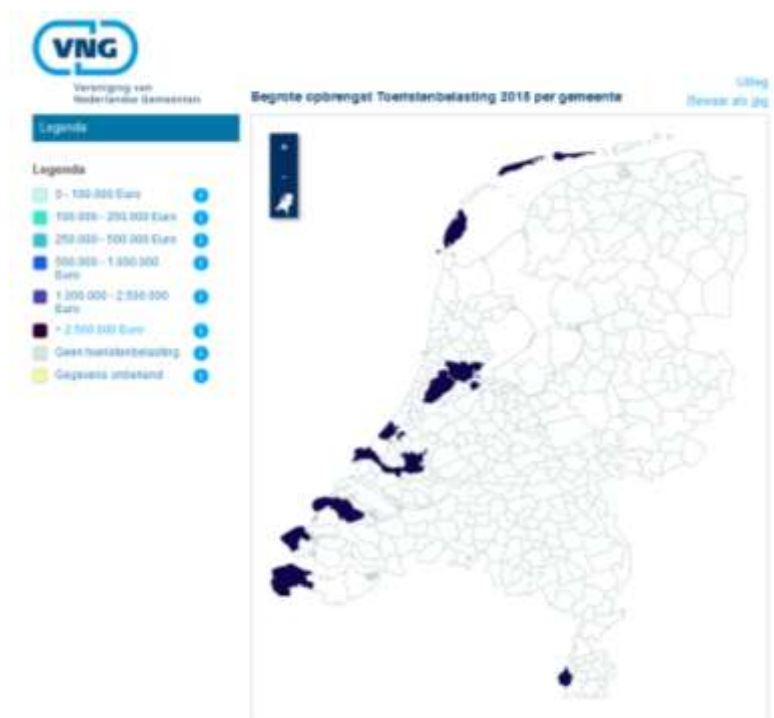 VNG
Vereniging van
Nederlandse Gemeenten
Uitleg
Begrote opbrengst Toeristenbelasting 2015 per gemeente
Bewaar als jpg
Legenda
Legenda
0 - 100.000 Euro
100.000 - 250.000 Euro
250.000 - 500.000 Euro
500.000 - 1.000.000
Euro
1.000.000 - 2.500.000
Euro
> 2.500.000 Euro
Geen toeristenbelasting
Gegevens onbekend